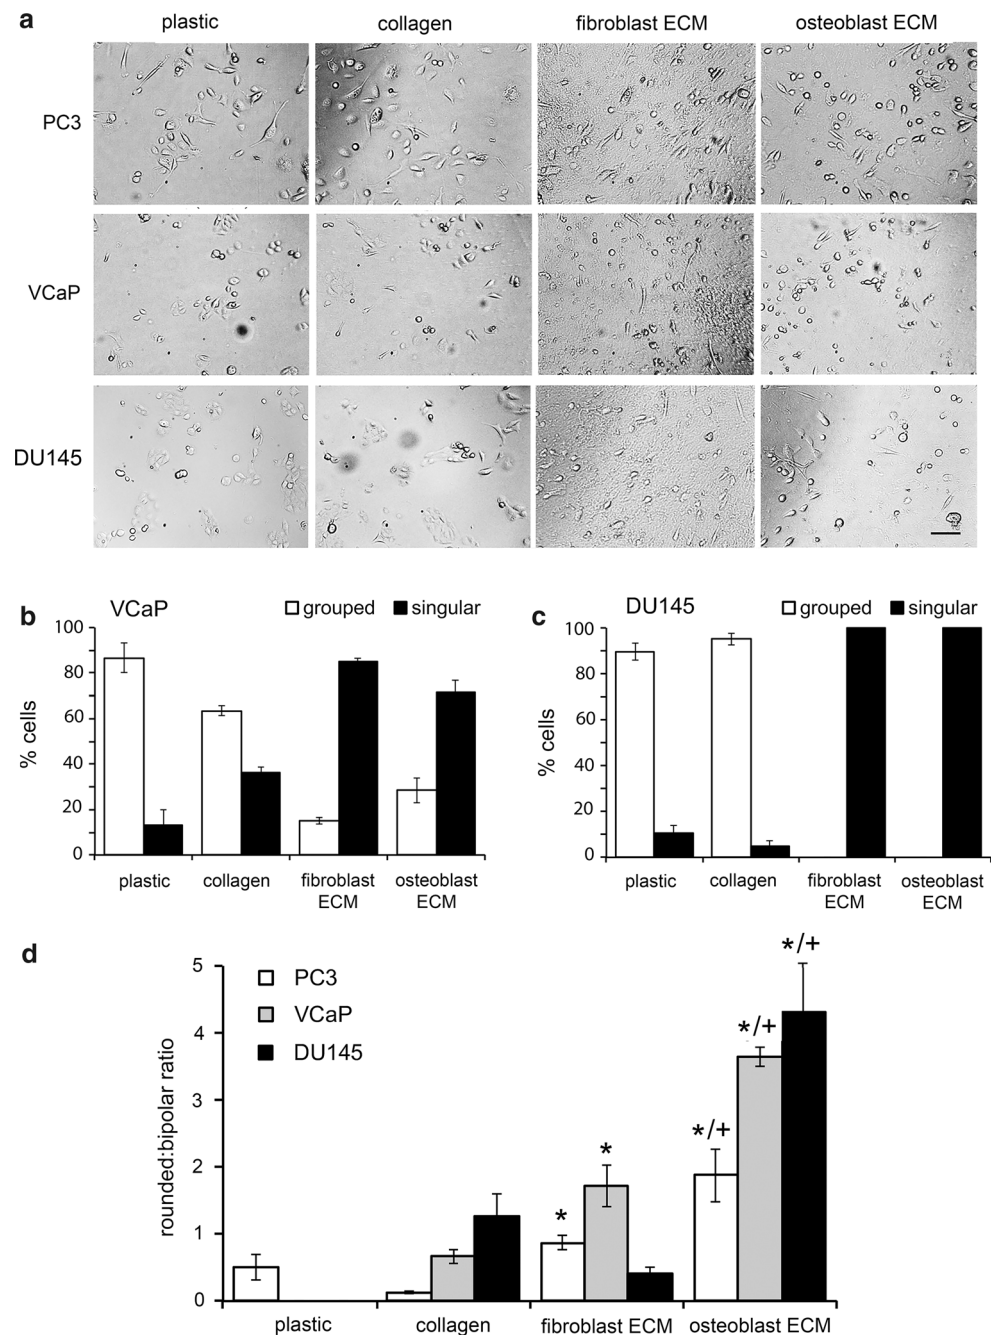 a
plastic
collagen
fibroblast ECM
osteoblast ECM
PC3
VCaP
DU145
b
VCaP
grouped
singular
100
80
60
40
20
0
% cells
plastic
collagen
fibroblast
ECM
osteoblast
ECM
c
DU145
grouped
singular
100
80
60
40
20
0
% cells
plastic
collagen
fibroblast
ECM
osteoblast
ECM
d
PC3
VCaP
DU145
5
4
3
2
1
0
rounded:bipolar ratio
*
*
*/+
*/+
*/+
plastic
collagen
fibroblast ECM
osteoblast ECM